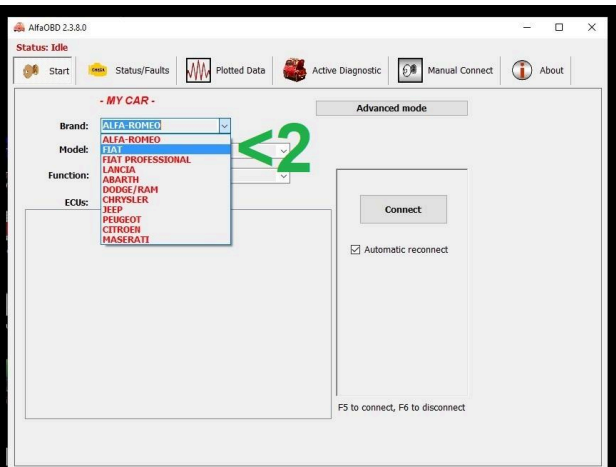 AlfaOBD 2.3.8.0
Status: Idle
Start
CHECK
Status/Faults
Plotted Data
Active Diagnostic
Manual Connect
About
- MY CAR -
Advanced mode
Brand:
ALFA-ROMEO
ALFA-ROMEO
Model:
FIAT
<2
FIAT PROFESSIONAL
Function:
LANCIA
ABARTH
DODGE/RAM
ECUs:
CHRYSLER
JEEP
PEUGEOT
CITROEN
MASERATI
Connect
Automatic reconnect
F5 to connect, F6 to disconnect